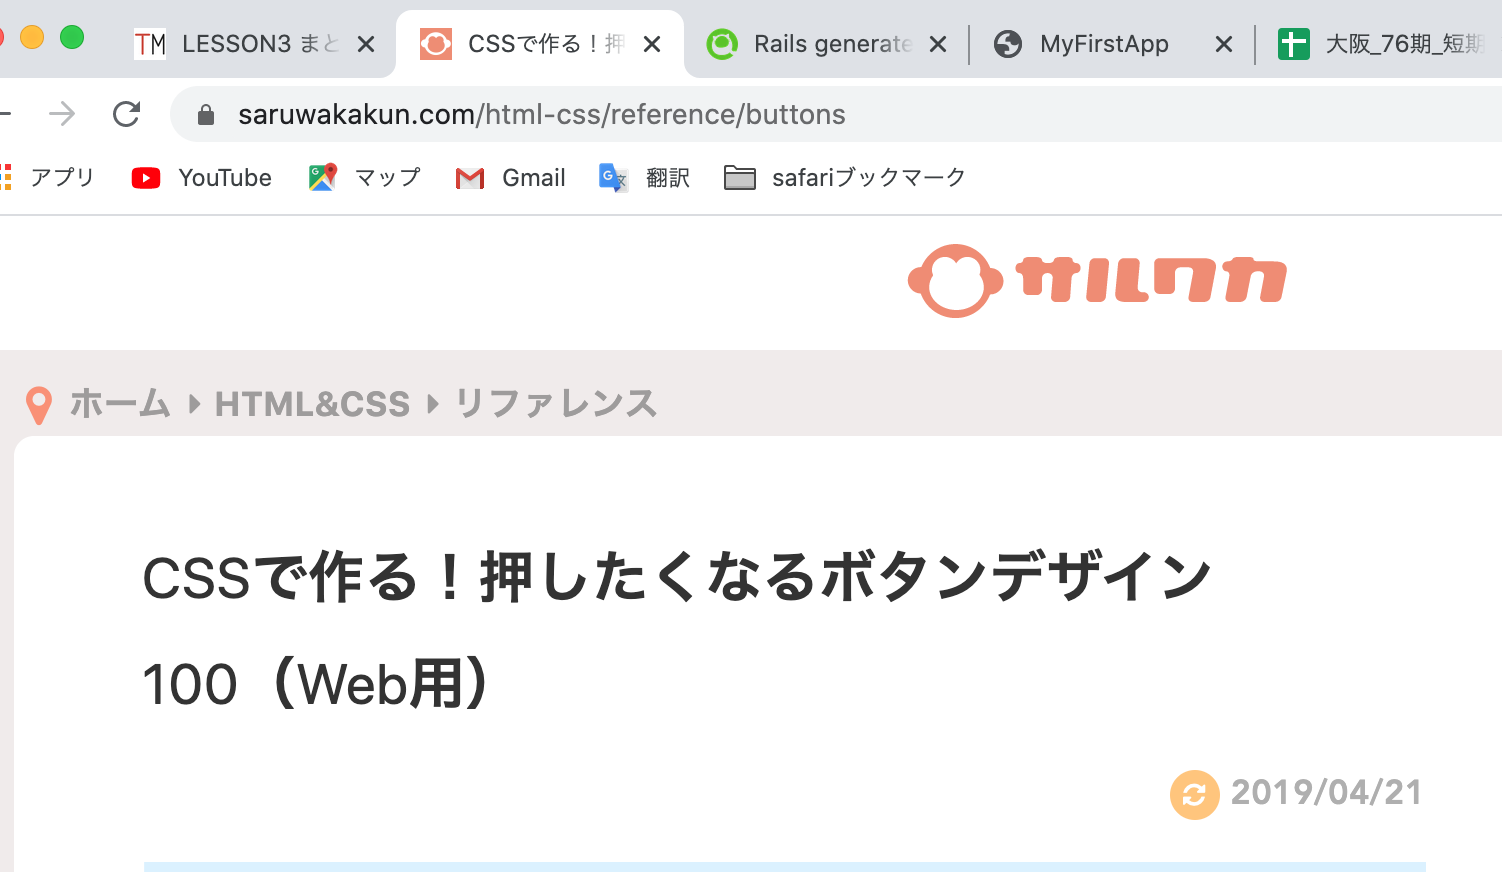 TM LESSON3 まと
CSSで作る！押
Rails generate
MyFirstApp
大阪_76期_短期
saruwakakun.com/html-css/reference/buttons
アプリ YouTube マップ Gmail 翻訳 safariブックマーク
サルワカ
ホーム HTML&CSS リファレンス
CSSで作る！押したくなるボタンデザイン
100（Web用）
2019/04/21